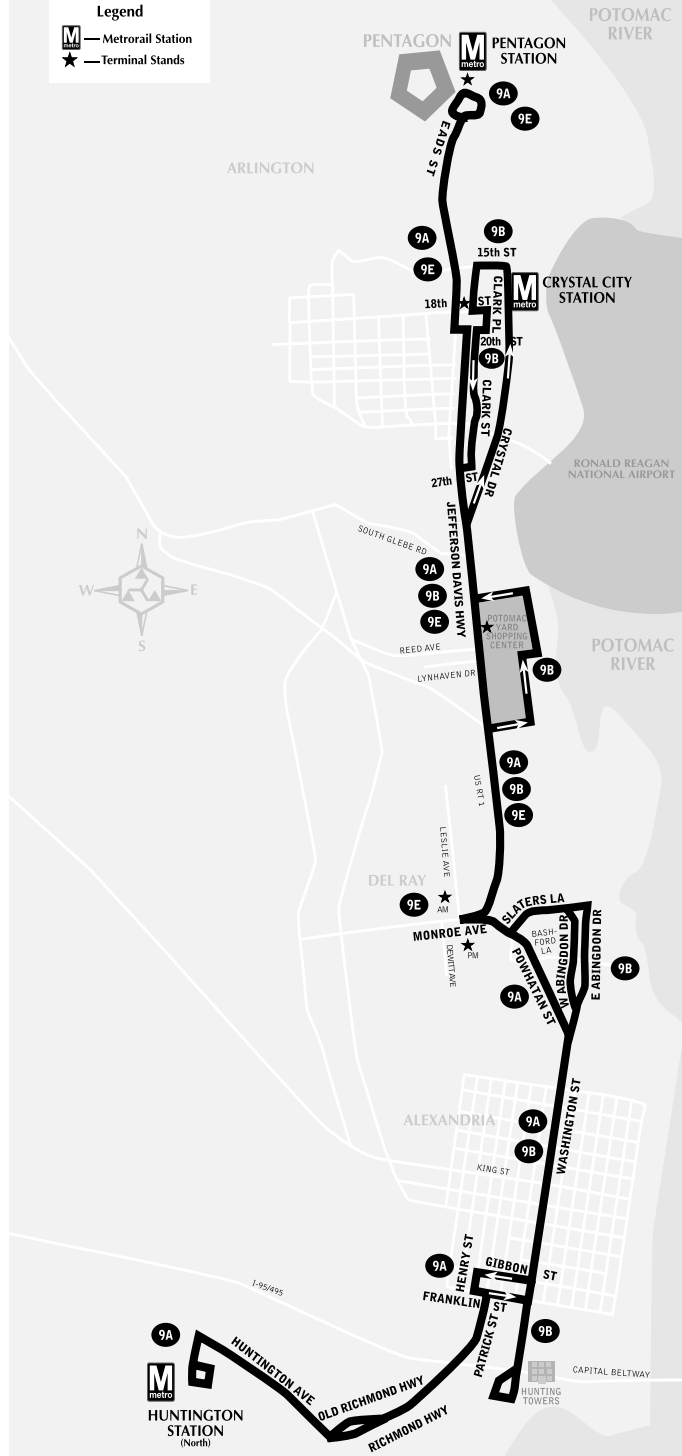 Legend
M metro — Metrorail Station
★ — Terminal Stands
POTOMAC
RIVER
PENTAGON
M metro
PENTAGON
STATION
9A
9E
EADS ST
ARLINGTON
9A
9B
15th ST
9E
M metro
CRYSTAL CITY
STATION
CLARK PL
18th ST
20th ST
9B
CLARK ST
CRYSTAL DR
RONALD REAGAN
NATIONAL AIRPORT
27th ST
JEFFERSON DAVIS HWY
SOUTH GLEBE RD
N
W E
S
9A
9B
9E
POTOMAC
YARD
SHOPPING
CENTER
REED AVE
LYNHAVEN DR
POTOMAC
RIVER
9B
9A
9B
9E
US RT 1
LESLIE AVE
DEL RAY
9E
AM
MONROE AVE
PM
DEWITT AVE
SLATERS LA
BASH-
FORD
LA
W ABINGDON DR
E ABINGDON DR
POWHATAN ST
9A
9B
ALEXANDRIA
9A
9B
WASHINGTON ST
KING ST
HENRY ST
9A
GIBBON ST
FRANKLIN ST
PATRICK ST
I-95/495
9B
CAPITAL BELTWAY
HUNTING
TOWERS
9A
M metro
HUNTINGTON AVE
OLD RICHMOND HWY
RICHMOND HWY
HUNTINGTON
STATION
(North)